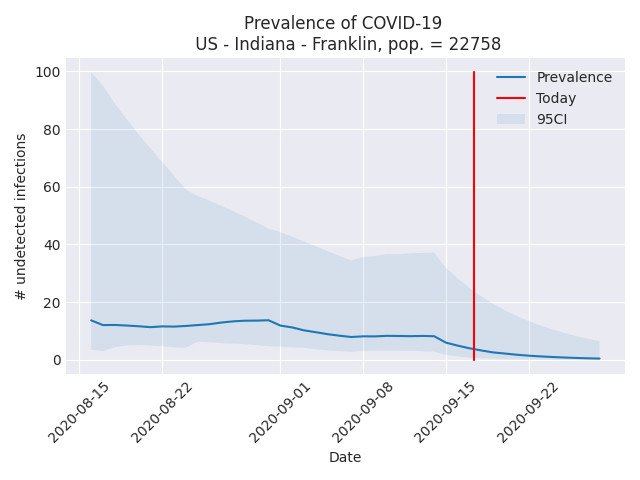 Prevalence of COVID-19
US - Indiana - Franklin, pop. = 22758
Prevalence
Today
95CI
# undetected infections
100
80
60
40
20
0
2020-08-15
2020-08-22
2020-09-01
2020-09-08
2020-09-15
2020-09-22
Date